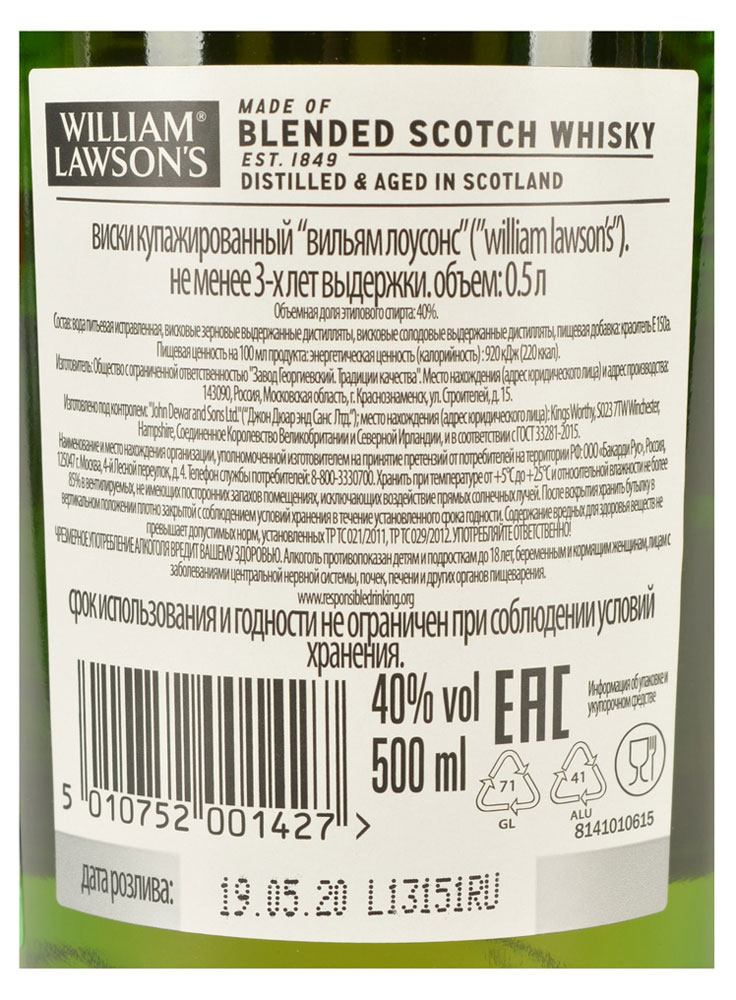 WILLIAM® LAWSON'S
MADE OF
BLENDED SCOTCH WHISKY
EST. 1849
DISTILLED & AGED IN SCOTLAND
виски купажированный “вильям лоусонс” (”william lawson's”).
не менее 3-х лет выдержки. объем: 0.5 л
Объемная доля этилового спирта: 40%.
Состав: вода питьевая исправленная, висковые зерновые выдержанные дистилляты, висковые солодовые выдержанные дистилляты, пищевая добавка: краситель Е 150а.
Пищевая ценность на 100 мл продукта: энергетическая ценность (калорийность) : 920 кДж (220 ккал).
Изготовитель: Общество с ограниченной ответственностью "Завод Георгиевский. Традиции качества". Место нахождения (адрес юридического лица) и адрес производства:
143090, Россия, Московская область, г. Краснознаменск, ул. Строителей, д. 15.
Изготовлено под контролем: "John Dewar and Sons Ltd." ("Джон Дюар энд Санс Лтд."); место нахождения (адрес юридического лица): Kings Worthy, SO23 7TW Winchester,
Hampshire, Соединенное Королевство Великобритании и Северной Ирландии, и в соответствии с ГОСТ 33281-2015.
Наименование и место нахождения организации, уполномоченной изготовителем на принятие претензий от потребителей на территории РФ: ООО «Бакарди Рус», Россия,
125047 г. Москва, 4-й Лесной переулок, д. 4. Телефон службы потребителей: 8-800-3330700. Хранить при температуре от +5°С до +25°С и относительной влажности не более
85% в вентилируемых, не имеющих посторонних запахов помещениях, исключающих воздействие прямых солнечных лучей. После вскрытия хранить бутылку в
вертикальном положении плотно закрытой с соблюдением условий хранения в течение установленного срока годности. Содержание вредных для здоровья веществ не
превышает допустимых норм, установленных ТР ТС 021/2011, ТР ТС 029/2012. УПОТРЕБЛЯЙТЕ ОТВЕТСТВЕННО!
ЧРЕЗМЕРНОЕ УПОТРЕБЛЕНИЕ АЛКОГОЛЯ ВРЕДИТ ВАШЕМУ ЗДОРОВЬЮ. Алкоголь противопоказан детям и подросткам до 18 лет, беременным и кормящим женщинам, лицам с
заболеваниями центральной нервной системы, почек, печени и других органов пищеварения.
www.responsibledrinking.org
срок использования и годности не ограничен при соблюдении условий
хранения.
40% vol EAC
Информация об упаковке и
укупорочном средстве
500 ml
71
GL
41
ALU
8141010615
5 010752 001427 >
дата розлива:
19.05.20 L13151RU